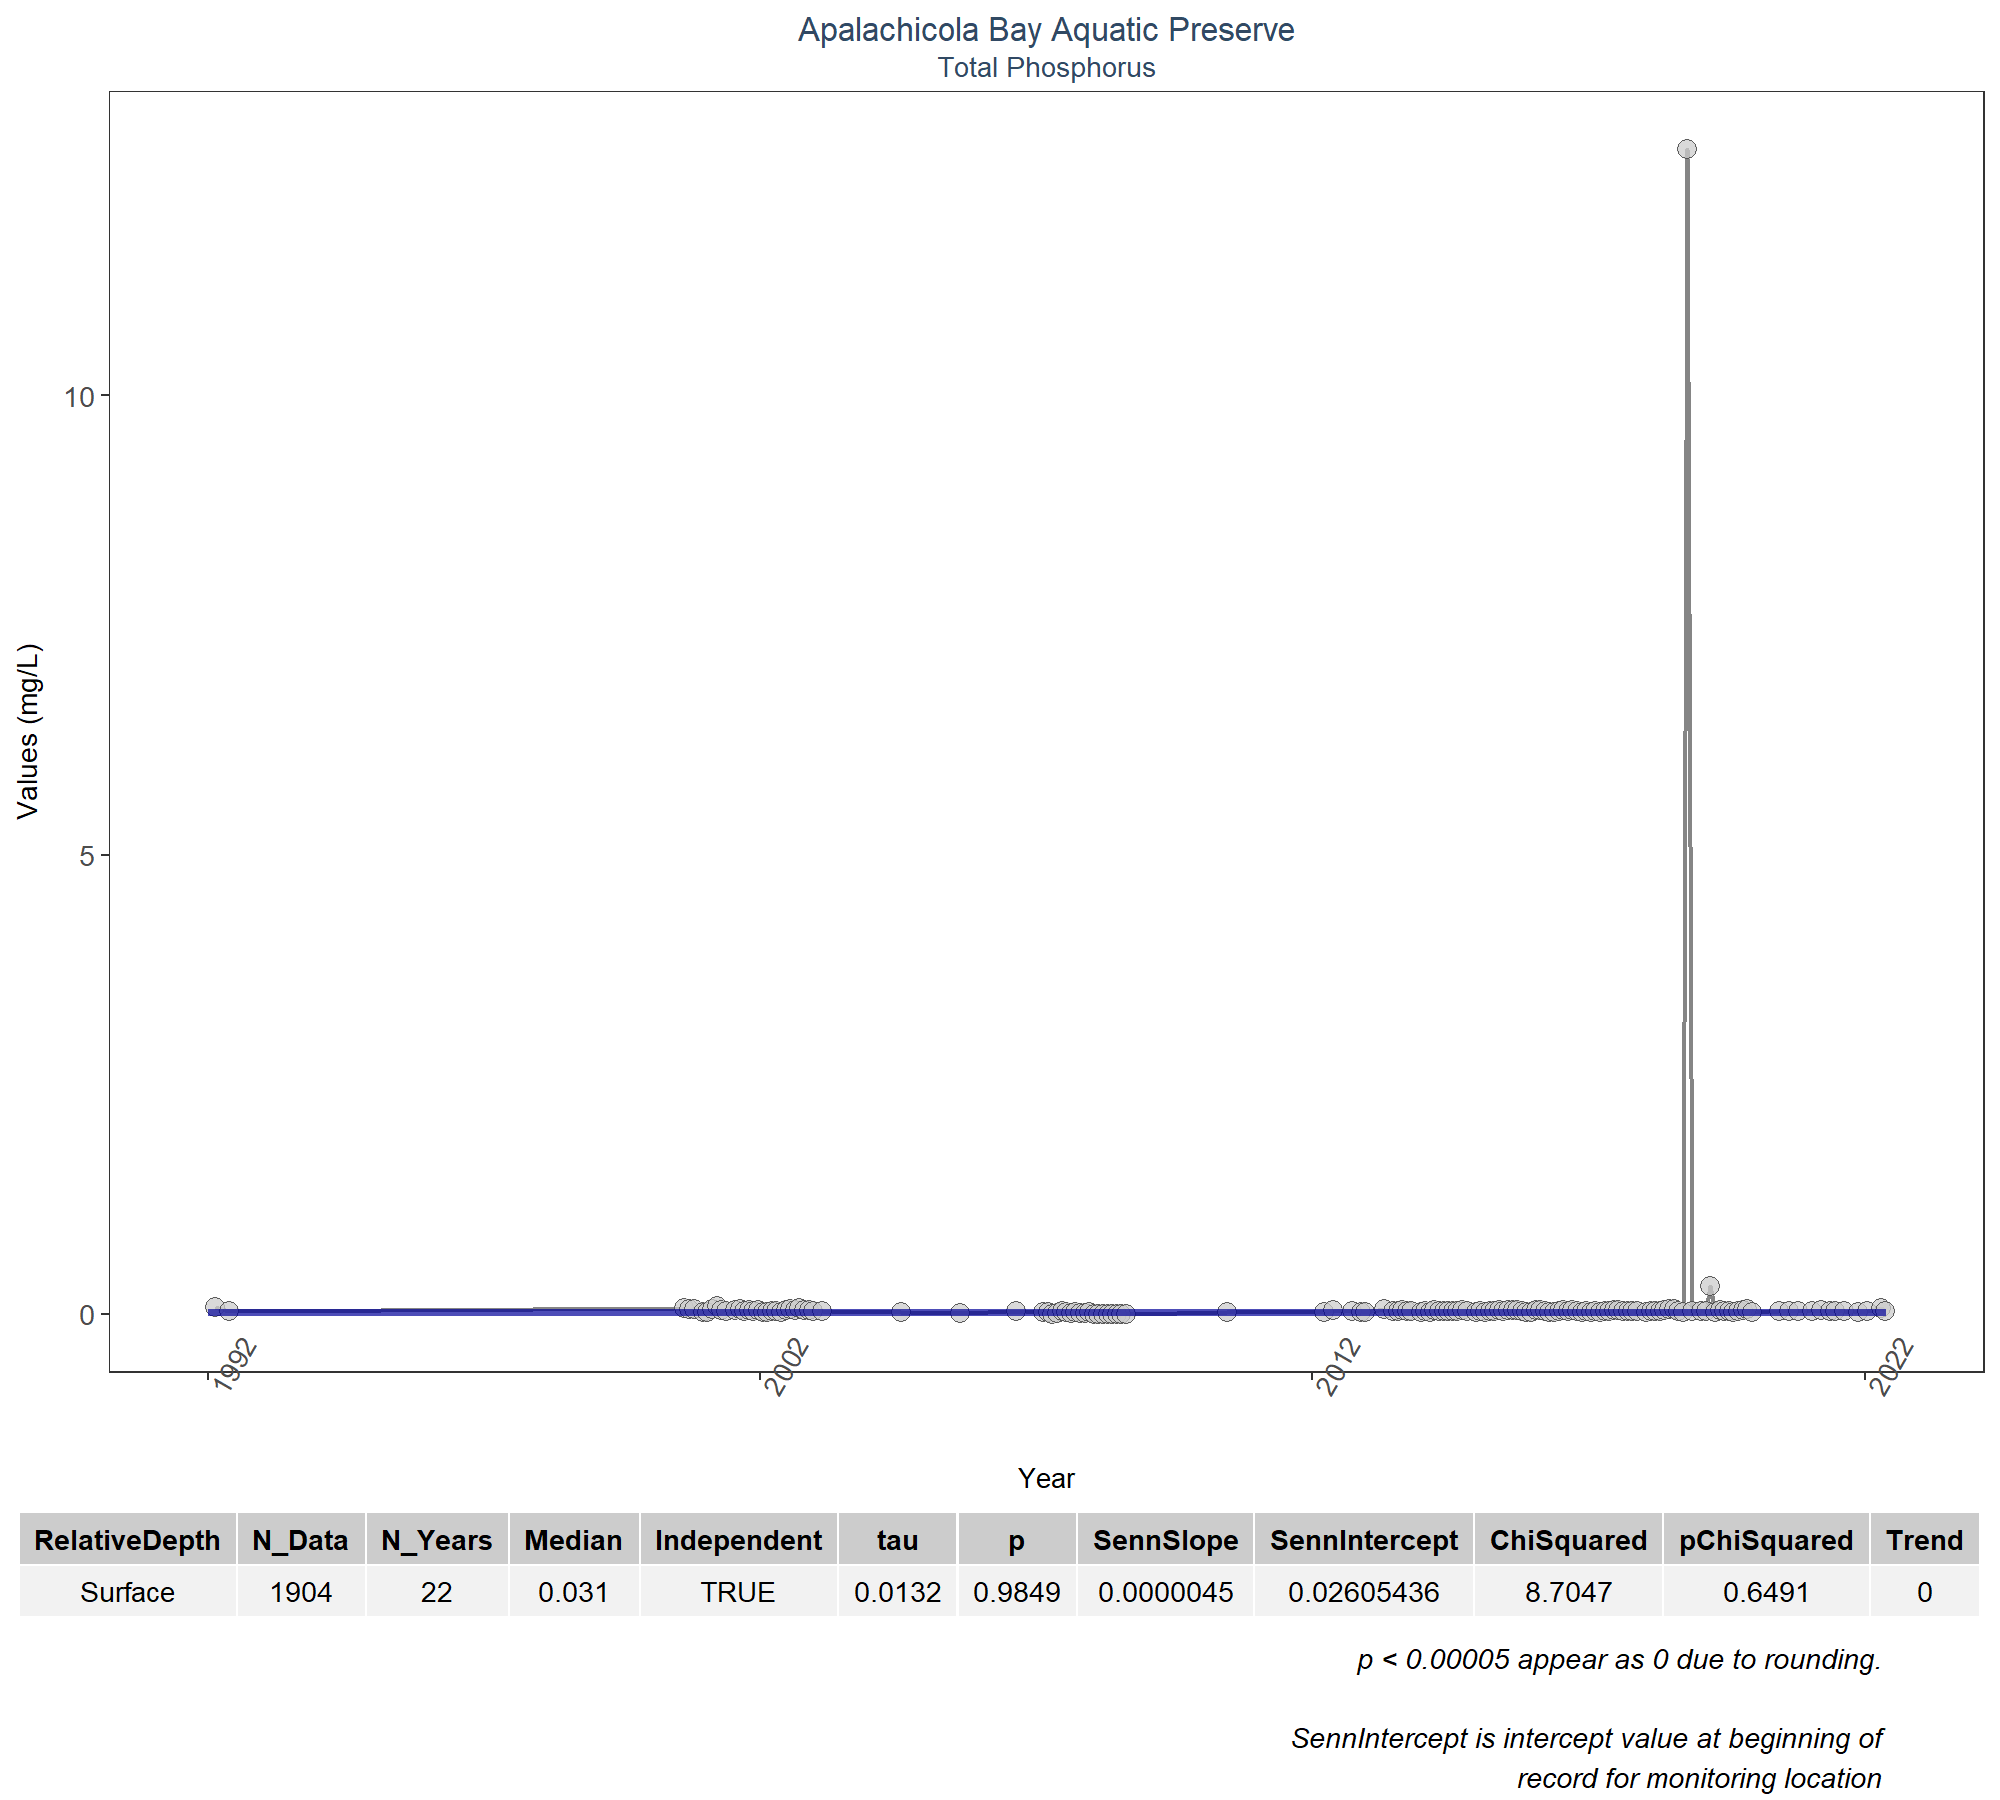 Apalachicola Bay Aquatic Preserve
Total Phosphorus
Values (mg/L)
10
5
0
1992 2002 2012 2022
Year
RelativeDepth N_Data N_Years Median Independent tau p SennSlope SennIntercept ChiSquared pChiSquared Trend
Surface 1904 22 0.031 TRUE 0.0132 0.9849 0.0000045 0.02605436 8.7047 0.6491 0
p < 0.00005 appear as 0 due to rounding.
SennIntercept is intercept value at beginning of
record for monitoring location